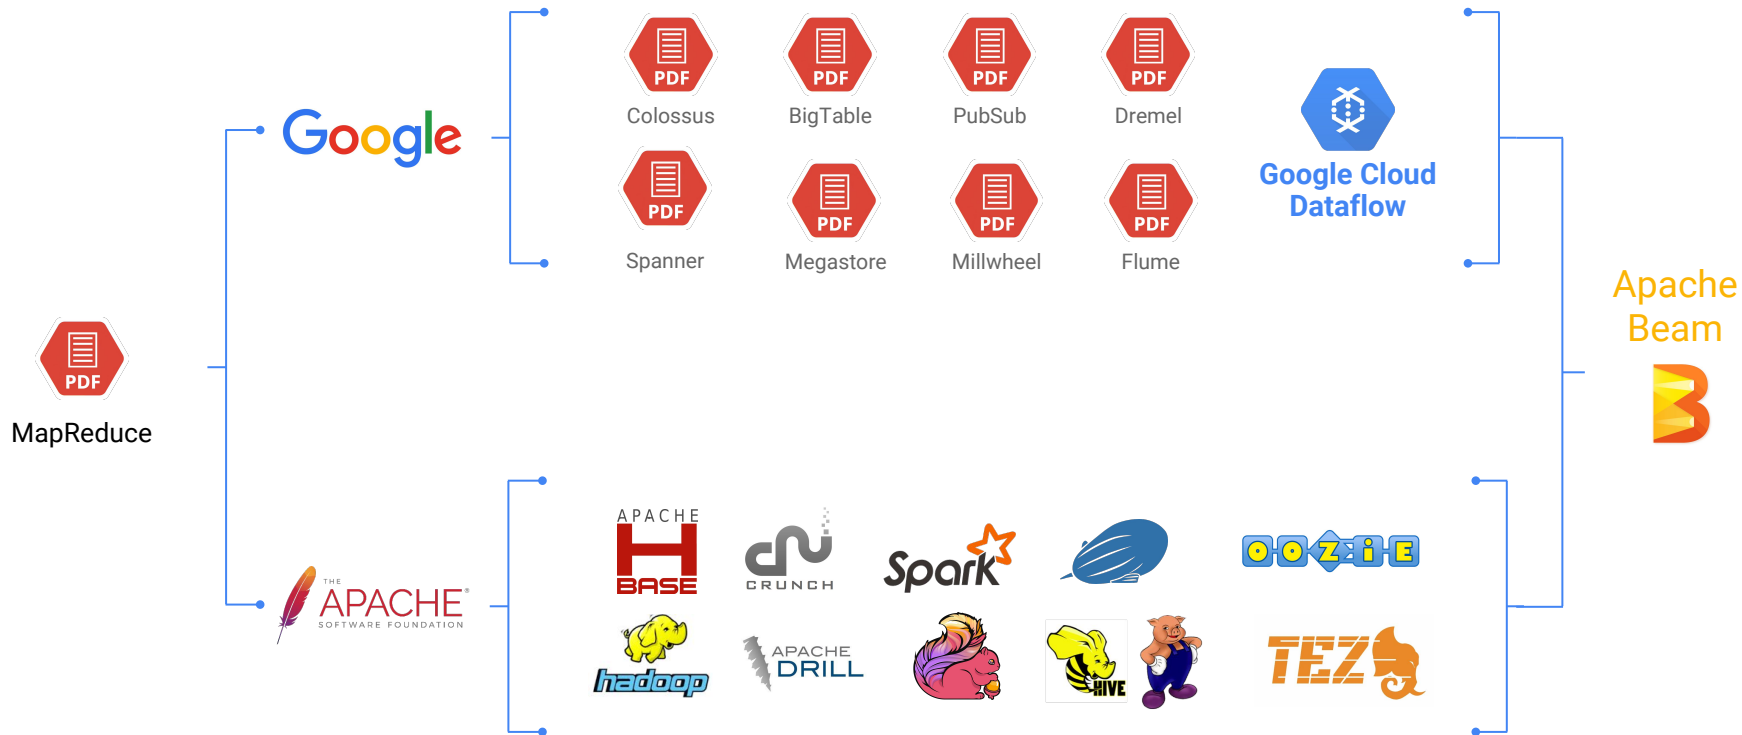 PDF
Colossus
PDF
BigTable
PDF
PubSub
PDF
Dremel
PDF
Spanner
PDF
Megastore
PDF
Millwheel
PDF
Flume
Google
Google Cloud
Dataflow
PDF
MapReduce
Apache
Beam
THE
APACHE®
SOFTWARE FOUNDATION
APACHE
H
BASE
CRUNCH
Spark
OOZiE
hadoop
APACHE
DRILL
HIVE
TEZ